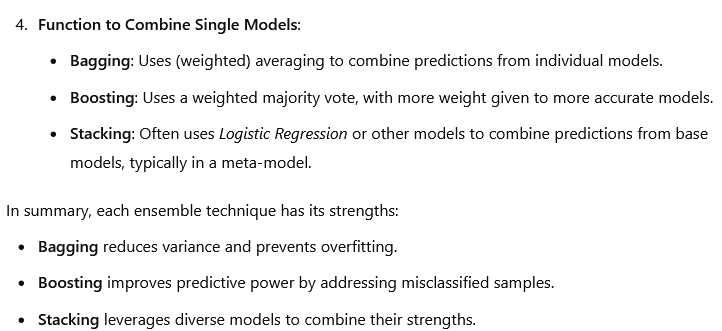 4. Function to Combine Single Models:
• Bagging: Uses (weighted) averaging to combine predictions from individual models.
• Boosting: Uses a weighted majority vote, with more weight given to more accurate models.
• Stacking: Often uses Logistic Regression or other models to combine predictions from base
models, typically in a meta-model.
In summary, each ensemble technique has its strengths:
• Bagging reduces variance and prevents overfitting.
• Boosting improves predictive power by addressing misclassified samples.
• Stacking leverages diverse models to combine their strengths.